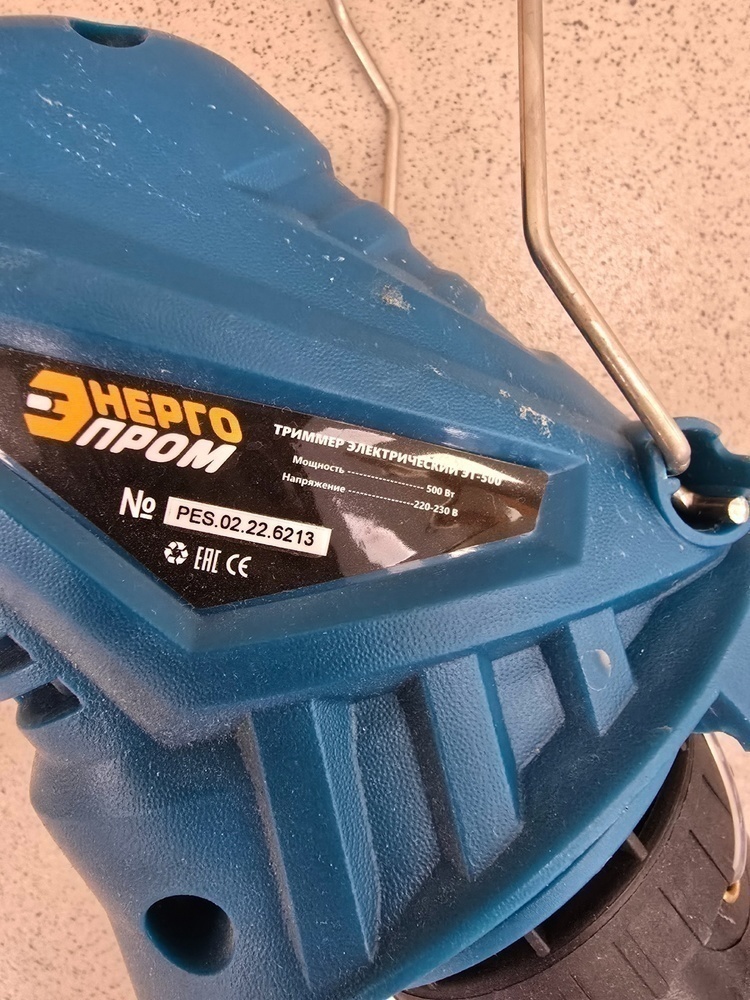 ЭНЕРГО
ПРОМ
ТРИММЕР ЭЛЕКТРИЧЕСКИЙ ЭТ-500
Мощность ---------------------- 500 Вт
Напряжение -------------------220-230 В
№ PES.02.22.6213
EAC CE